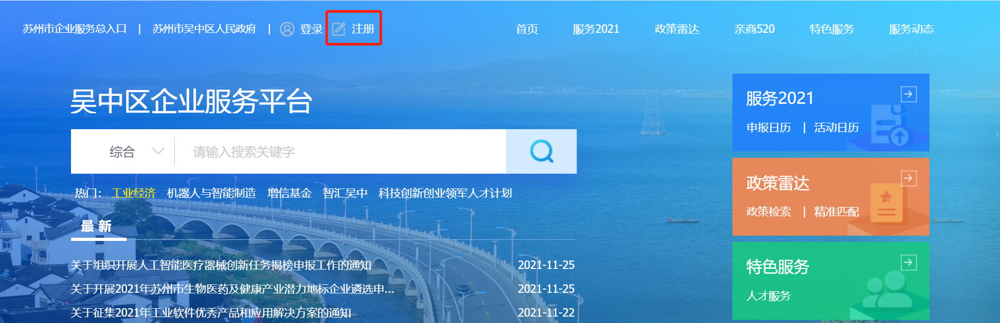 苏州市企业服务总入口 | 苏州市吴中区人民政府 | 登录 注册 首页 服务2021 政策雷达 亲商520 特色服务 服务动态
吴中区企业服务平台
综合 请输入搜索关键字
热门： 工业经济 机器人与智能制造 增信基金 智汇吴中 科技创新创业领军人才计划
最新
关于组织开展人工智能医疗器械创新任务揭榜申报工作的通知 2021-11-25
关于开展2021年苏州市生物医药及健康产业潜力地标企业遴选申... 2021-11-25
关于征集2021年工业软件优秀产品和应用解决方案的通知 2021-11-22
服务2021
申报日历 | 活动日历
政策雷达
政策检索 | 精准匹配
特色服务
人才服务